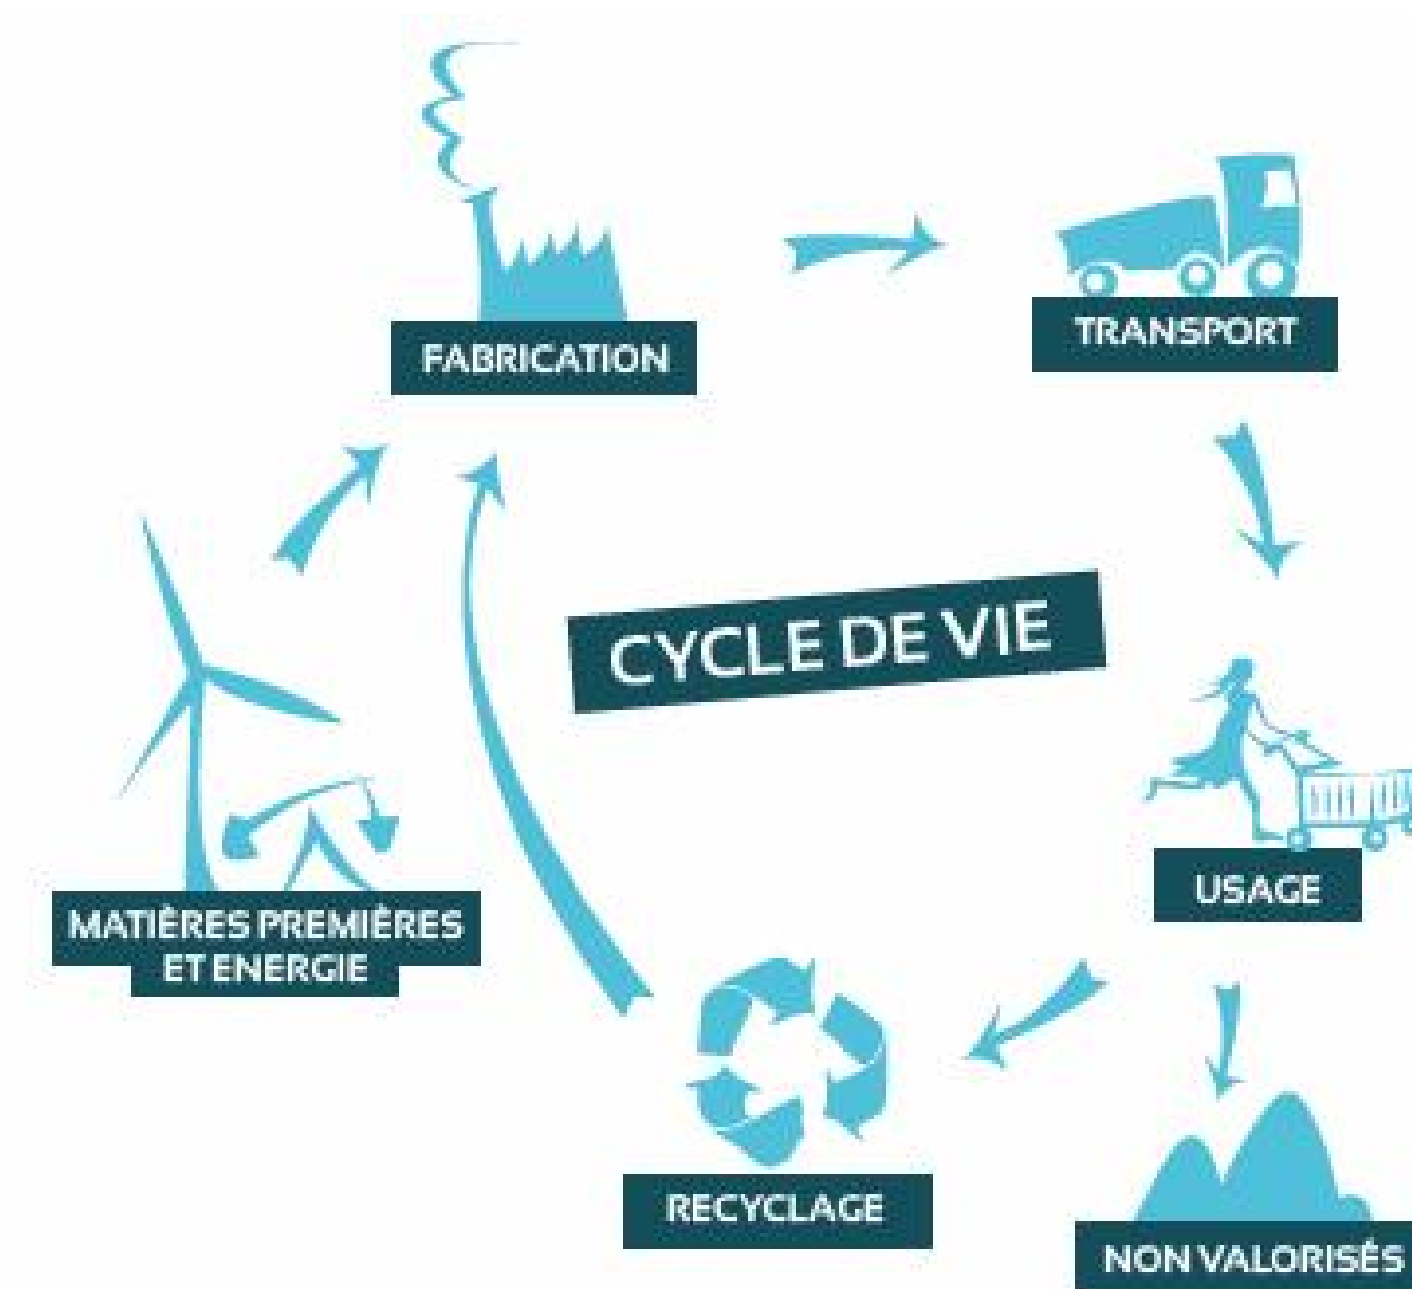 FABRICATION
TRANSPORT
CYCLE DE VIE
USAGE
MATIÈRES PREMIÈRES
ET ENERGIE
RECYCLAGE
NON VALORISÉS